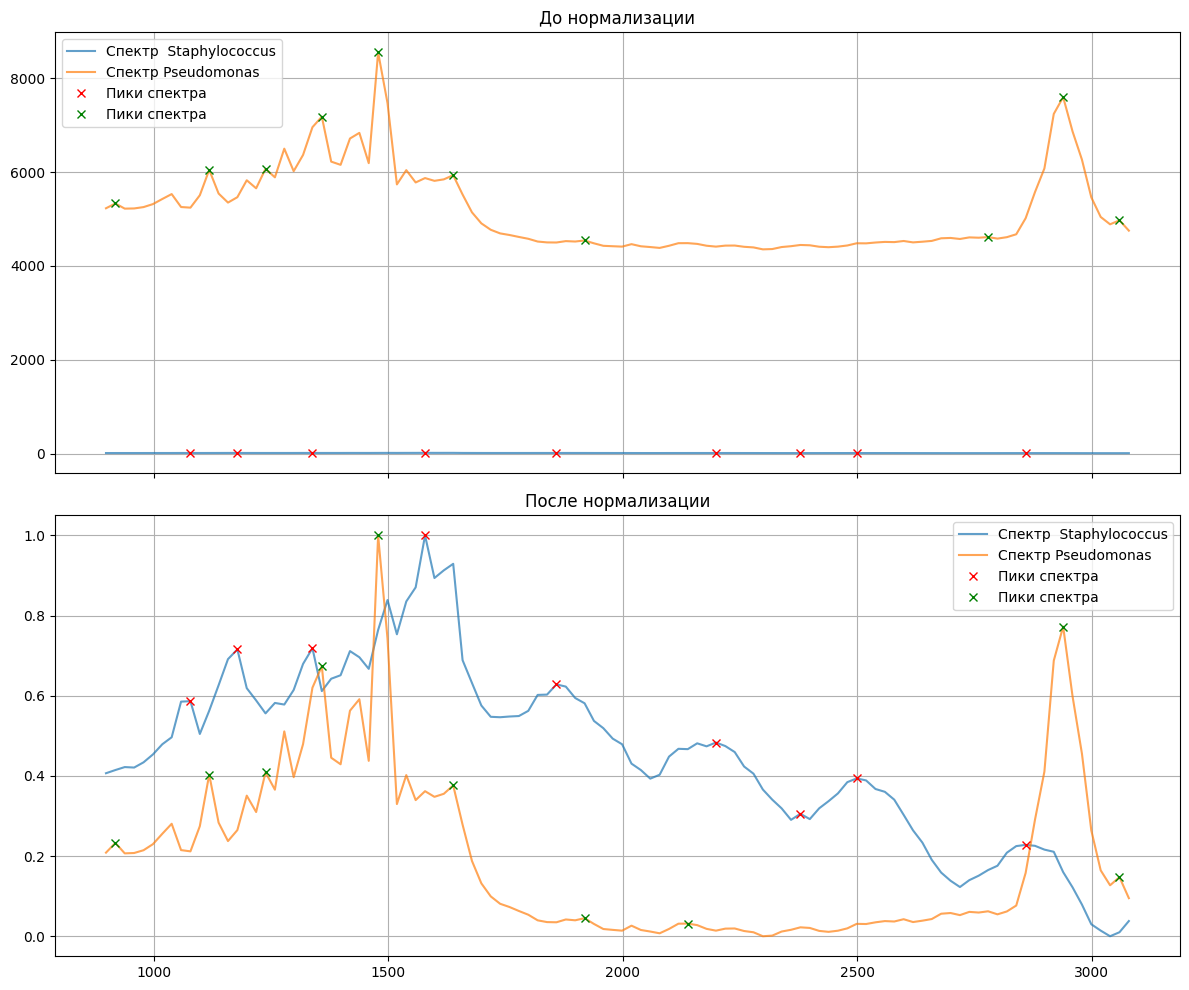 До нормализации
Спектр  Staphylococcus
Спектр Pseudomonas
Пики спектра
Пики спектра
8000
6000
4000
2000
0
После нормализации
Спектр  Staphylococcus
Спектр Pseudomonas
Пики спектра
Пики спектра
1.0
0.8
0.6
0.4
0.2
0.0
1000 1500 2000 2500 3000